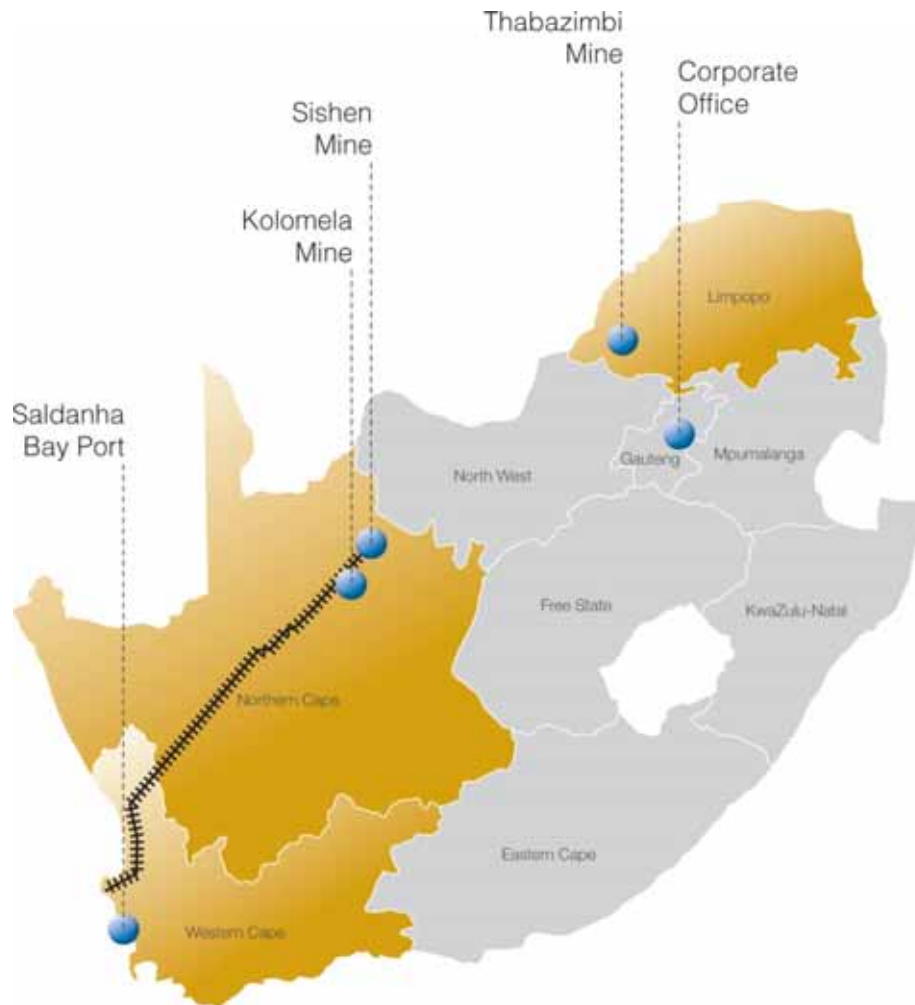 Thabazimbi
Mine
Corporate
Office
Sishen
Mine
Kolomela
Mine
Saldanha
Bay Port
Limpopo
North West
Gauteng
Mpumalanga
Free State
KwaZulu-Natal
Northern Cape
Eastern Cape
Western Cape